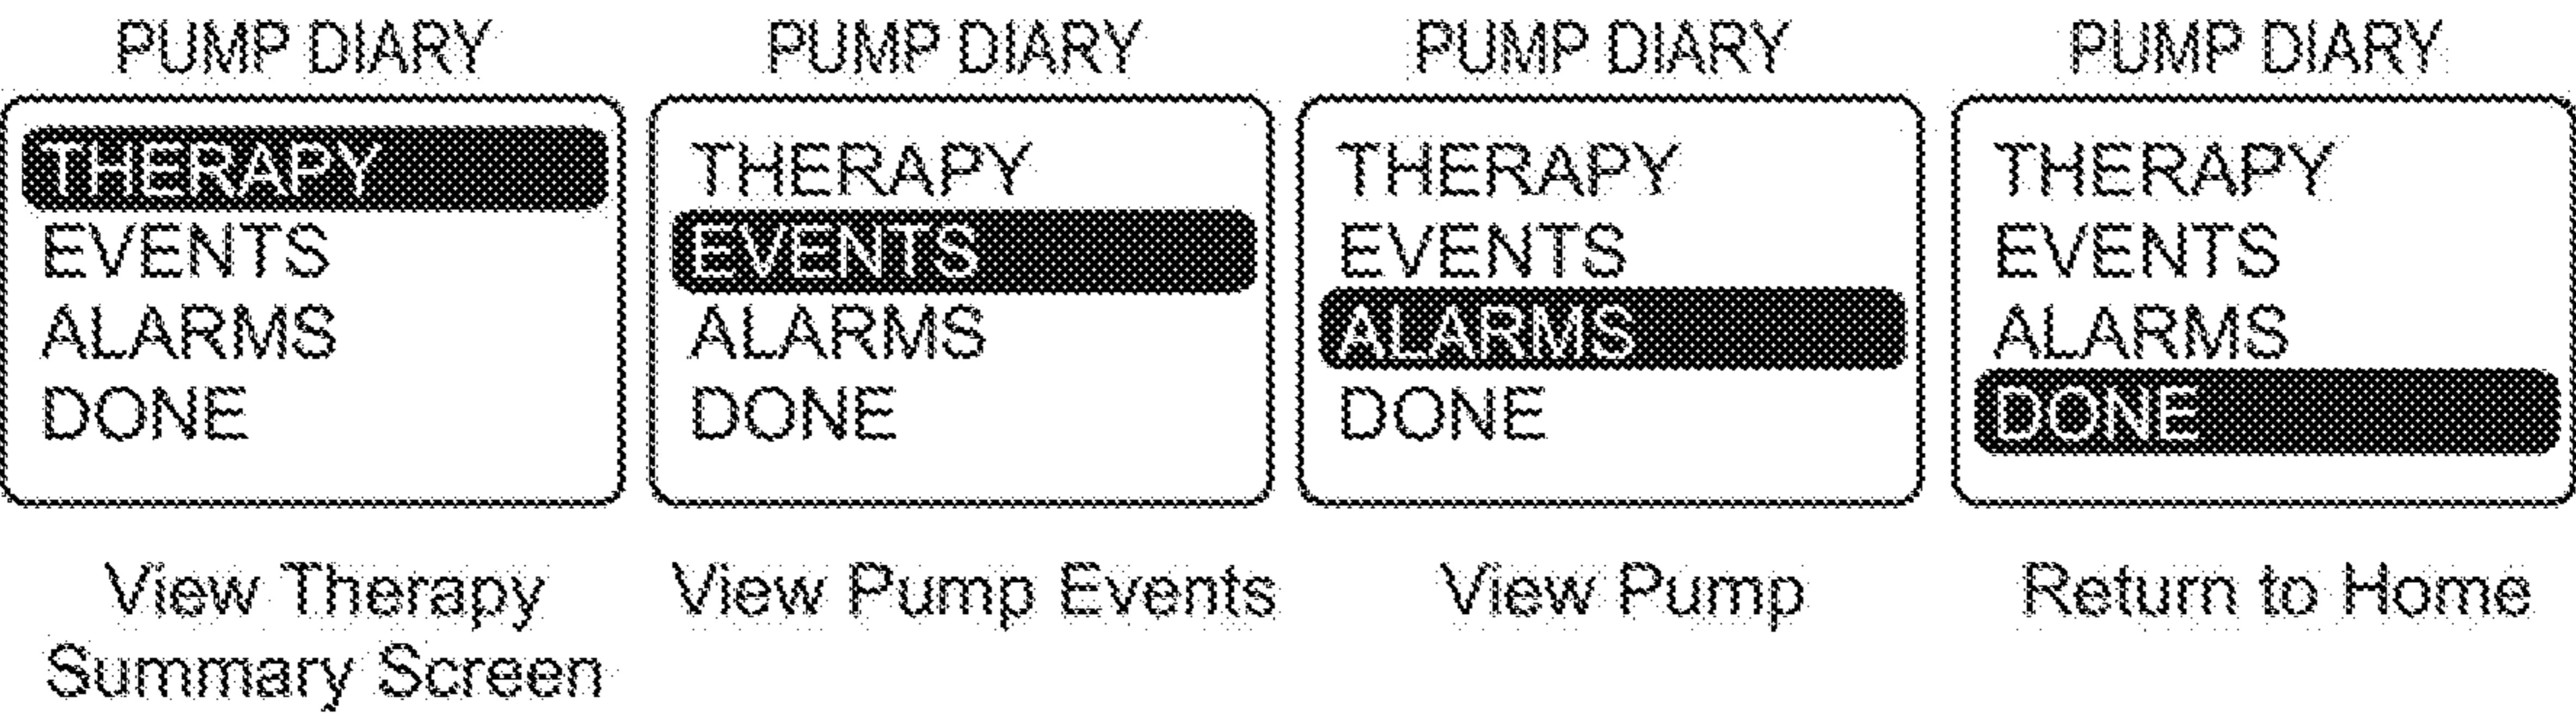 PUMP DIARY
THERAPY
EVENTS
ALARMS
DONE
View Therapy
Summary Screen
PUMP DIARY
THERAPY
EVENTS
ALARMS
DONE
View Pump Events
PUMP DIARY
THERAPY
EVENTS
ALARMS
DONE
View Pump
PUMP DIARY
THERAPY
EVENTS
ALARMS
DONE
Return to Home